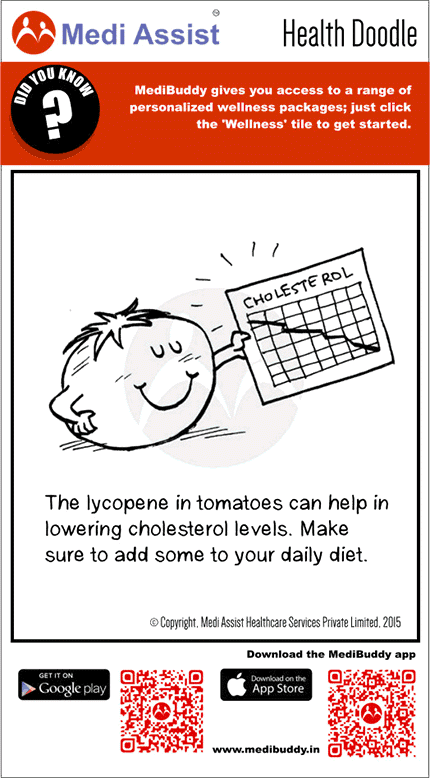 Medi Assist
TM
Health Doodle
DID YOU KNOW
?
MediBuddy gives you access to a range of
personalized wellness packages; just click
the 'Wellness' tile to get started.
CHOLESTEROL
The lycopene in tomatoes can help in
lowering cholesterol levels. Make
sure to add some to your daily diet.
© Copyright, Medi Assist Healthcare Services Private Limited, 2015
Download the MediBuddy app
GET IT ON
Google play
Download on the
App Store
www.medibuddy.in